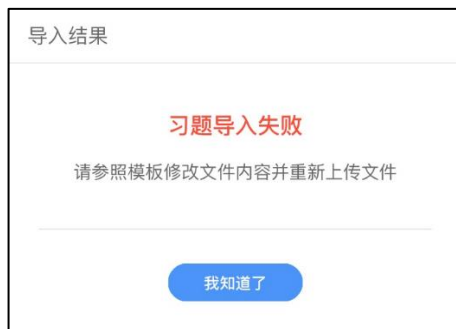 导入结果
习题导入失败
请参照模板修改文件内容并重新上传文件
我知道了